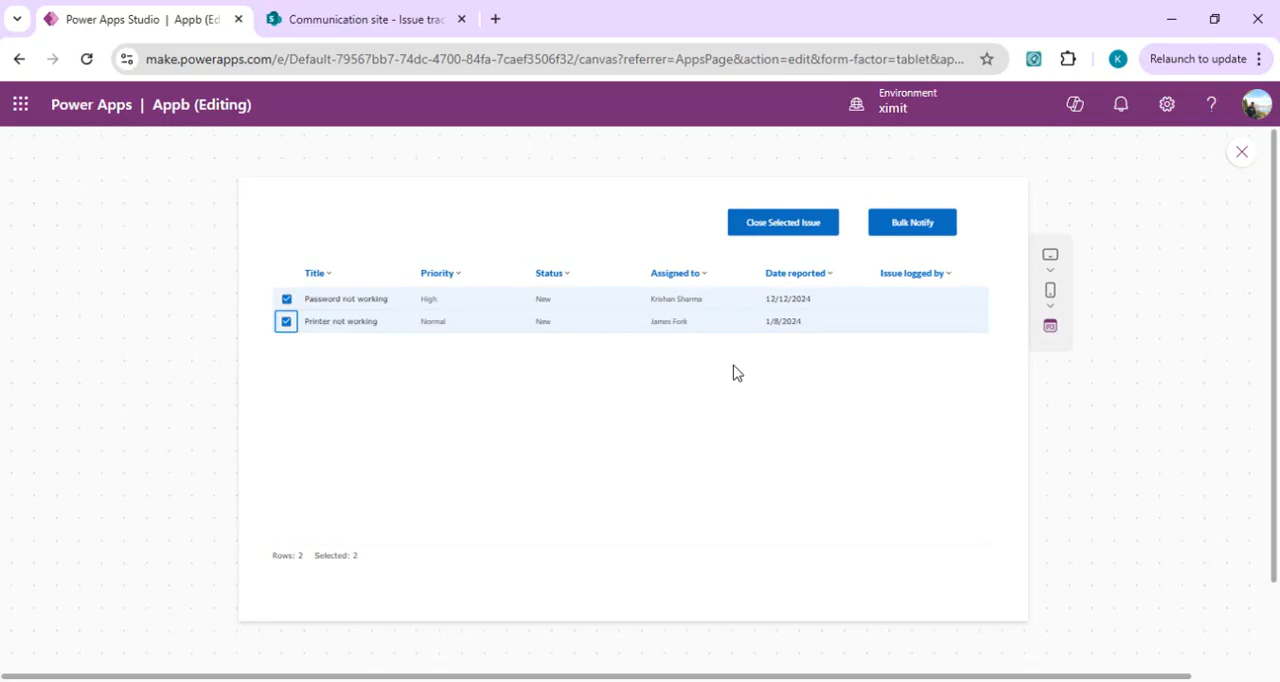 Power Apps Studio | Appb (Ed
Communication site - Issue trac
make.powerapps.com/e/Default-79567bb7-74dc-4700-84fa-7caef3506f32/canvas?referrer=AppsPage&action=edit&form-factor=tablet&ap...
K
Relaunch to update
Power Apps | Appb (Editing)
Environment
ximit
Close Selected Issue
Bulk Notify
Title Priority Status Assigned to Date reported Issue logged by
Password not working High New Krishan Sharma 12/12/2024
Printer not working Normal New James Fork 1/8/2024
Rows: 2 Selected: 2